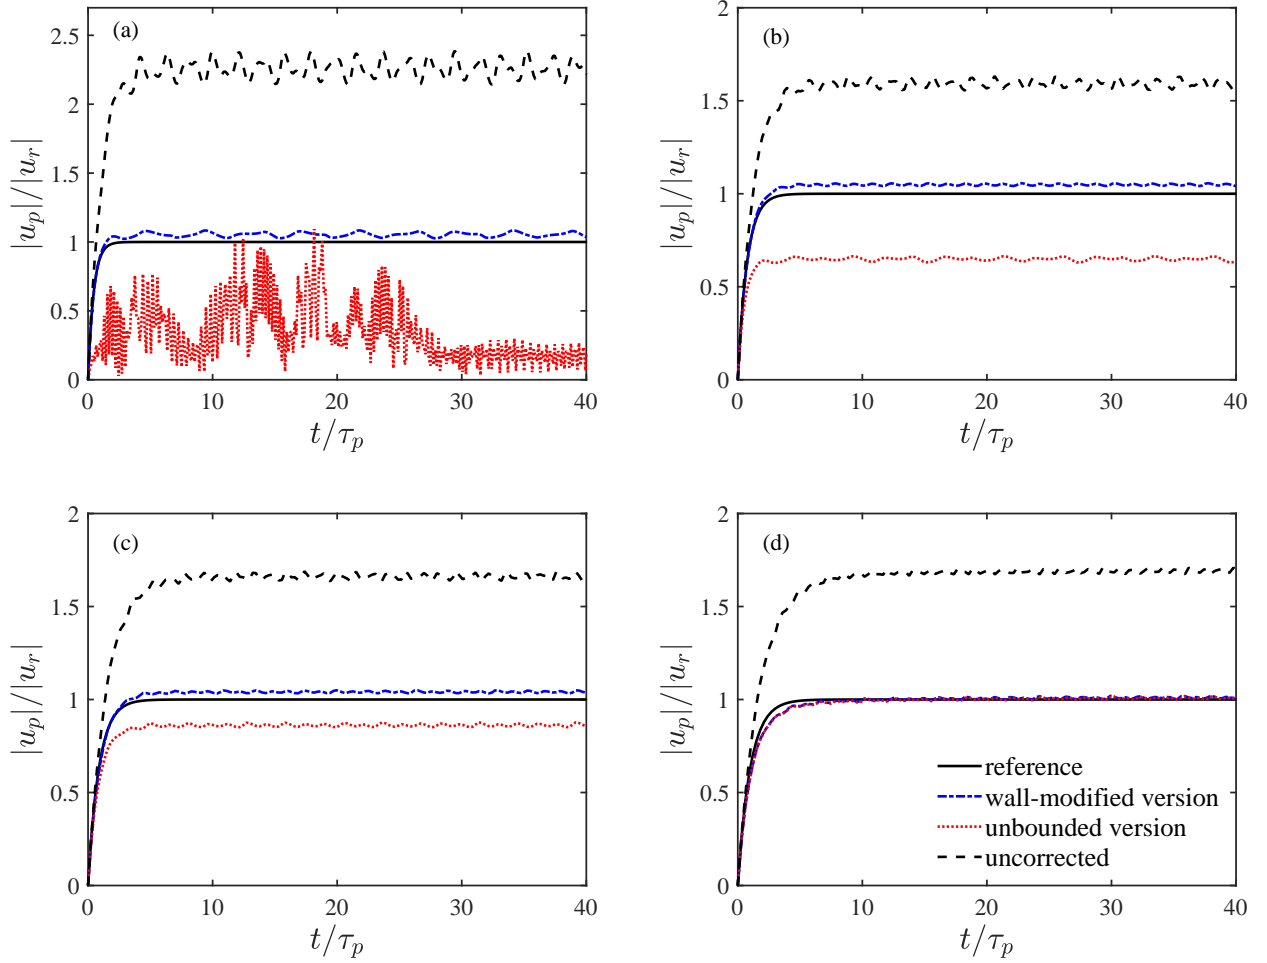 (a)
2.5
2
1.5
1
0.5
0
|u_p|/|u_r|
0 10 20 30 40
t/τ_p
(b)
2
1.5
1
0.5
0
|u_p|/|u_r|
0 10 20 30 40
t/τ_p
(c)
2
1.5
1
0.5
0
|u_p|/|u_r|
0 10 20 30 40
t/τ_p
(d)
2
1.5
1
0.5
0
|u_p|/|u_r|
reference
wall-modified version
unbounded version
uncorrected
0 10 20 30 40
t/τ_p